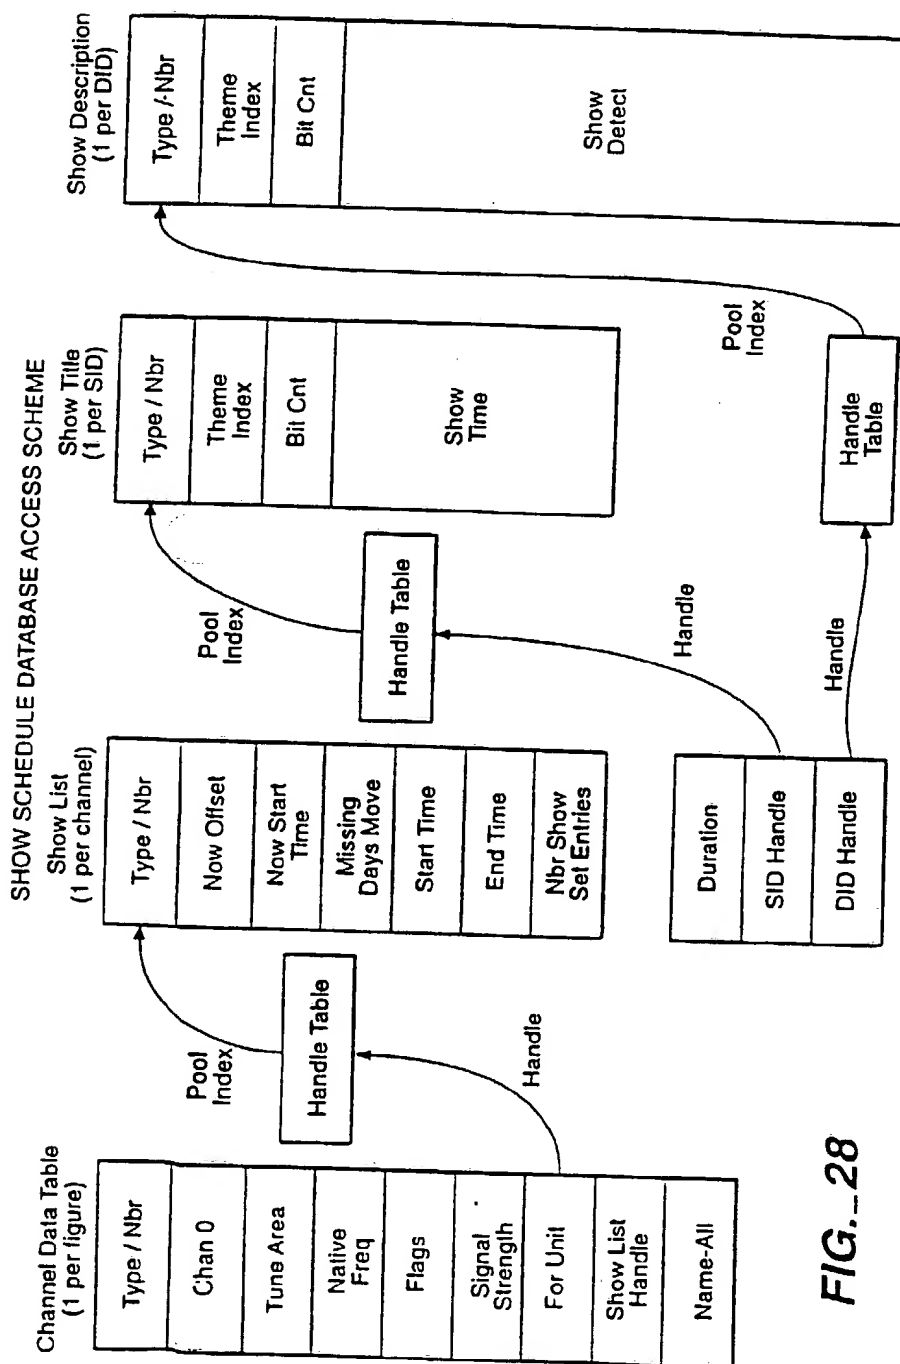 SHOW SCHEDULE DATABASE ACCESS SCHEME
Channel Data Table
(1 per figure)
Type / Nbr
Chan 0
Tune Area
Native
Freq
Flags
Signal
Strength
For Unit
Show List
Handle
Name-All
Handle
Handle Table
Pool
Index
Show List
(1 per channel)
Type / Nbr
Now Offset
Now Start
Time
Missing
Days Move
Start Time
End Time
Nbr Show
Set Entries
Duration
SID Handle
DID Handle
Handle
Handle Table
Pool
Index
Show Title
(1 per SID)
Type / Nbr
Theme
Index
Bit Cnt
Show
Time
Handle
Handle
Table
Pool
Index
Show Description
(1 per DID)
Type /-Nbr
Theme
Index
Bit Cnt
Show
Detect
FIG._28